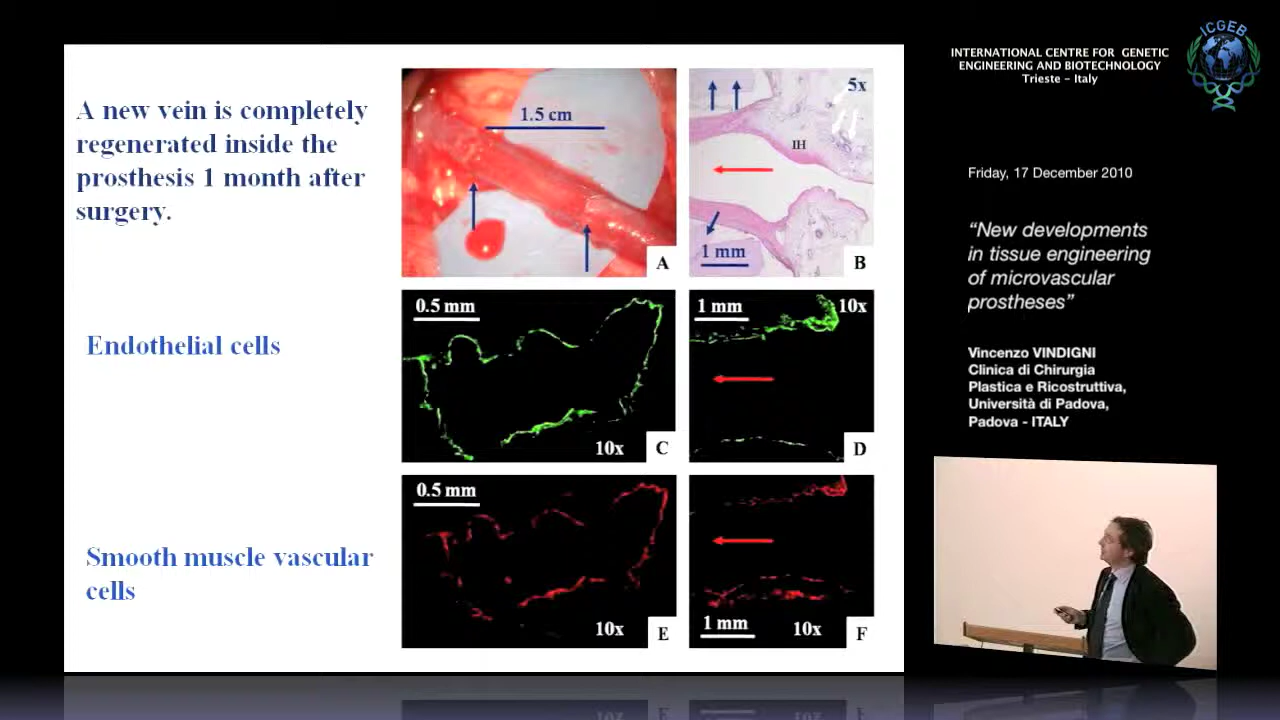 A new vein is completely
regenerated inside the
prosthesis 1 month after
surgery.
1.5 cm
A
5x
IH
1 mm
B
Endothelial cells
0.5 mm
10x
C
1 mm
10x
D
Smooth muscle vascular
cells
0.5 mm
10x
E
1 mm
10x
F
INTERNATIONAL CENTRE FOR GENETIC
ENGINEERING AND BIOTECHNOLOGY
Trieste – Italy
ICGEB
Friday, 17 December 2010
“New developments
in tissue engineering
of microvascular
prostheses”
Vincenzo VINDIGNI
Clinica di Chirurgia
Plastica e Ricostruttiva,
Università di Padova,
Padova - ITALY